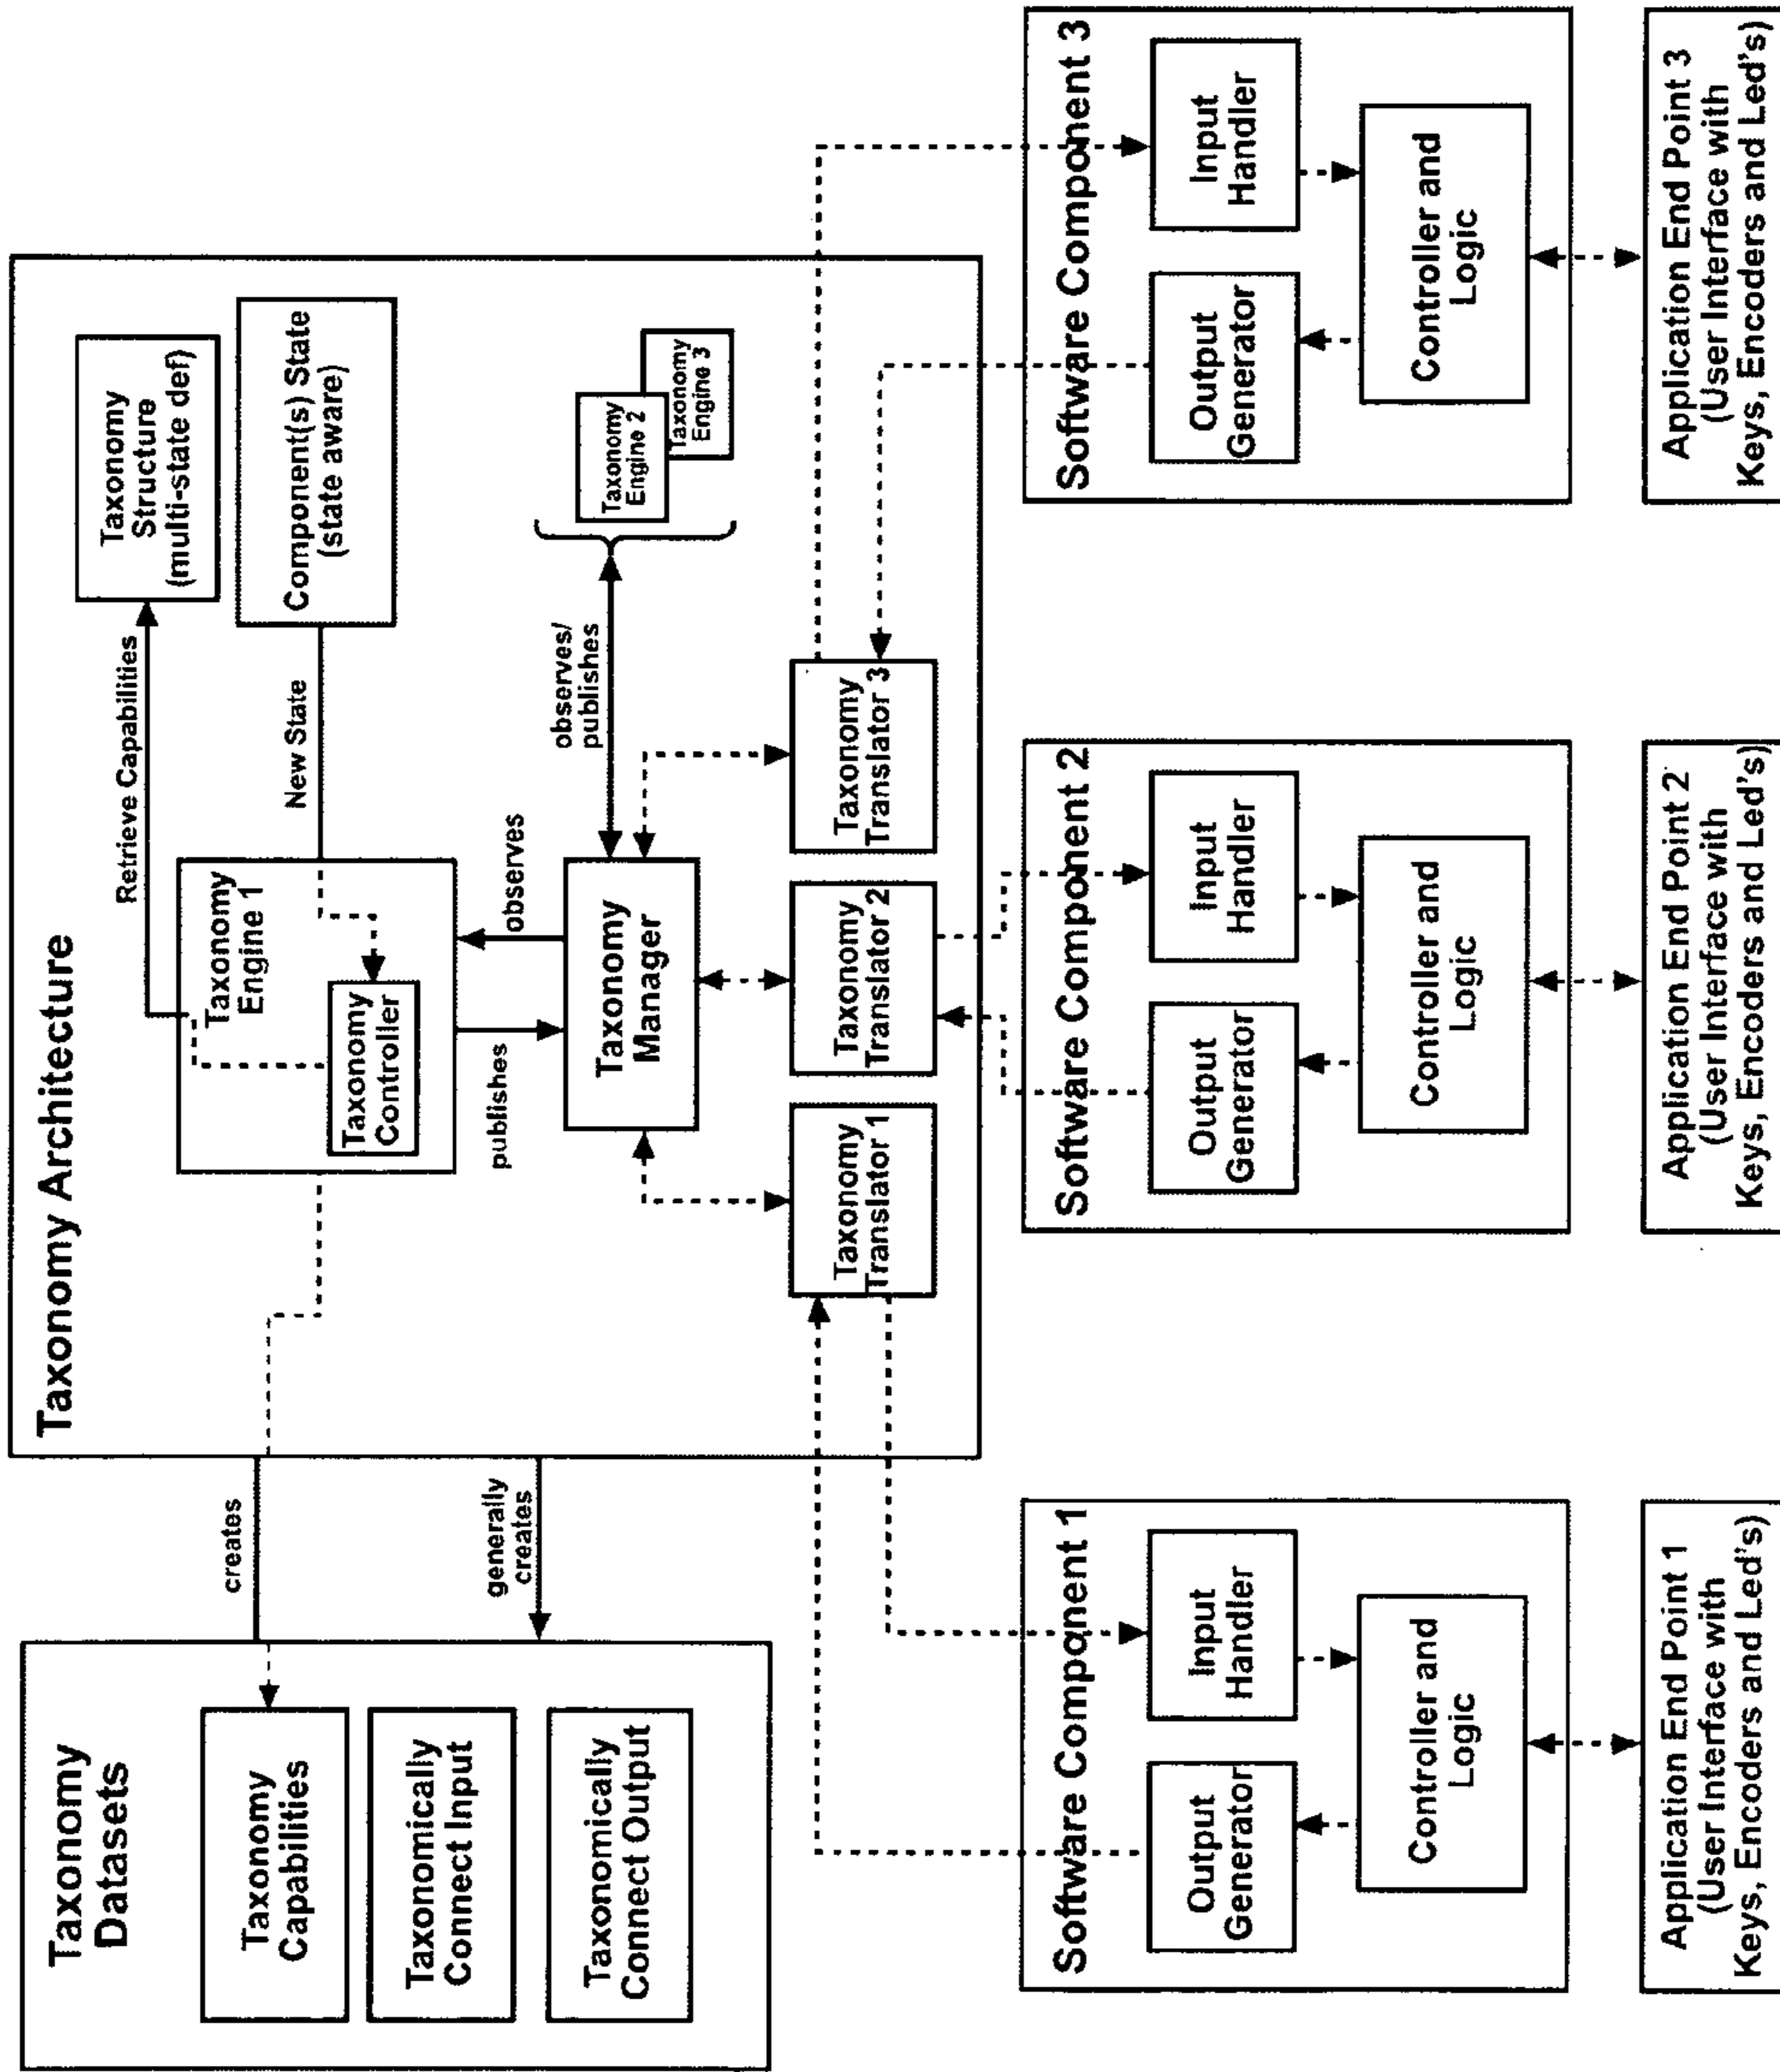 Taxonomy
Datasets
Taxonomy
Capabilities
Taxonomically
Connect Input
Taxonomically
Connect Output
creates
generally
creates
Taxonomy Architecture
Taxonomy
Engine 1
Taxonomy
Controller
Retrieve Capabilities
New State
Taxonomy
Structure
(multi-state def)
Component(s) State
(state aware)
publishes
observes
Taxonomy
Manager
observes/
publishes
Taxonomy
Engine 2
Taxonomy
Engine 3
Taxonomy
Translator 1
Taxonomy
Translator 2
Taxonomy
Translator 3
Software Component 1
Output
Generator
Input
Handler
Controller and
Logic
Application End Point 1
(User Interface with
Keys, Encoders and Led's)
Software Component 2
Output
Generator
Input
Handler
Controller and
Logic
Application End Point 2
(User Interface with
Keys, Encoders and Led's)
Software Component 3
Output
Generator
Input
Handler
Controller and
Logic
Application End Point 3
(User Interface with
Keys, Encoders and Led's)